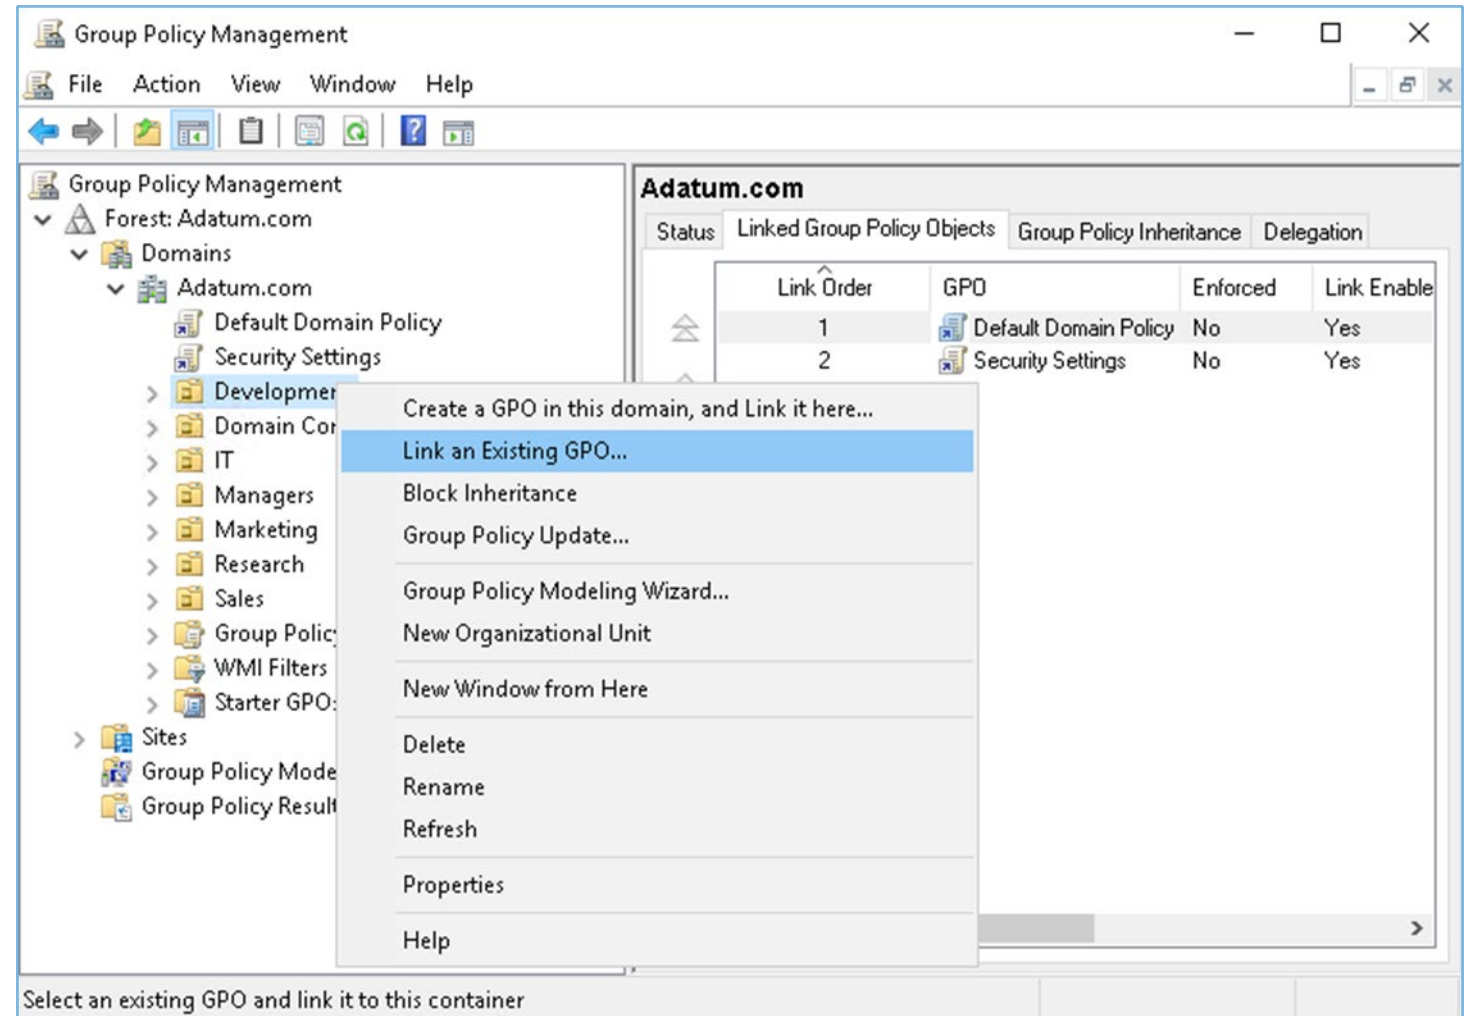 Group Policy Management
File Action View Window Help
Group Policy Management
Forest: Adatum.com
Domains
Adatum.com
Default Domain Policy
Security Settings
Developmen
Domain Cor
IT
Managers
Marketing
Research
Sales
Group Policy
WMI Filters
Starter GPO
Sites
Group Policy Mode
Group Policy Result
Adatum.com
Status Linked Group Policy Objects Group Policy Inheritance Delegation
Link Order GPO Enforced Link Enable
1 Default Domain Policy No Yes
2 Security Settings No Yes
Create a GPO in this domain, and Link it here...
Link an Existing GPO...
Block Inheritance
Group Policy Update...
Group Policy Modeling Wizard...
New Organizational Unit
New Window from Here
Delete
Rename
Refresh
Properties
Help
Select an existing GPO and link it to this container